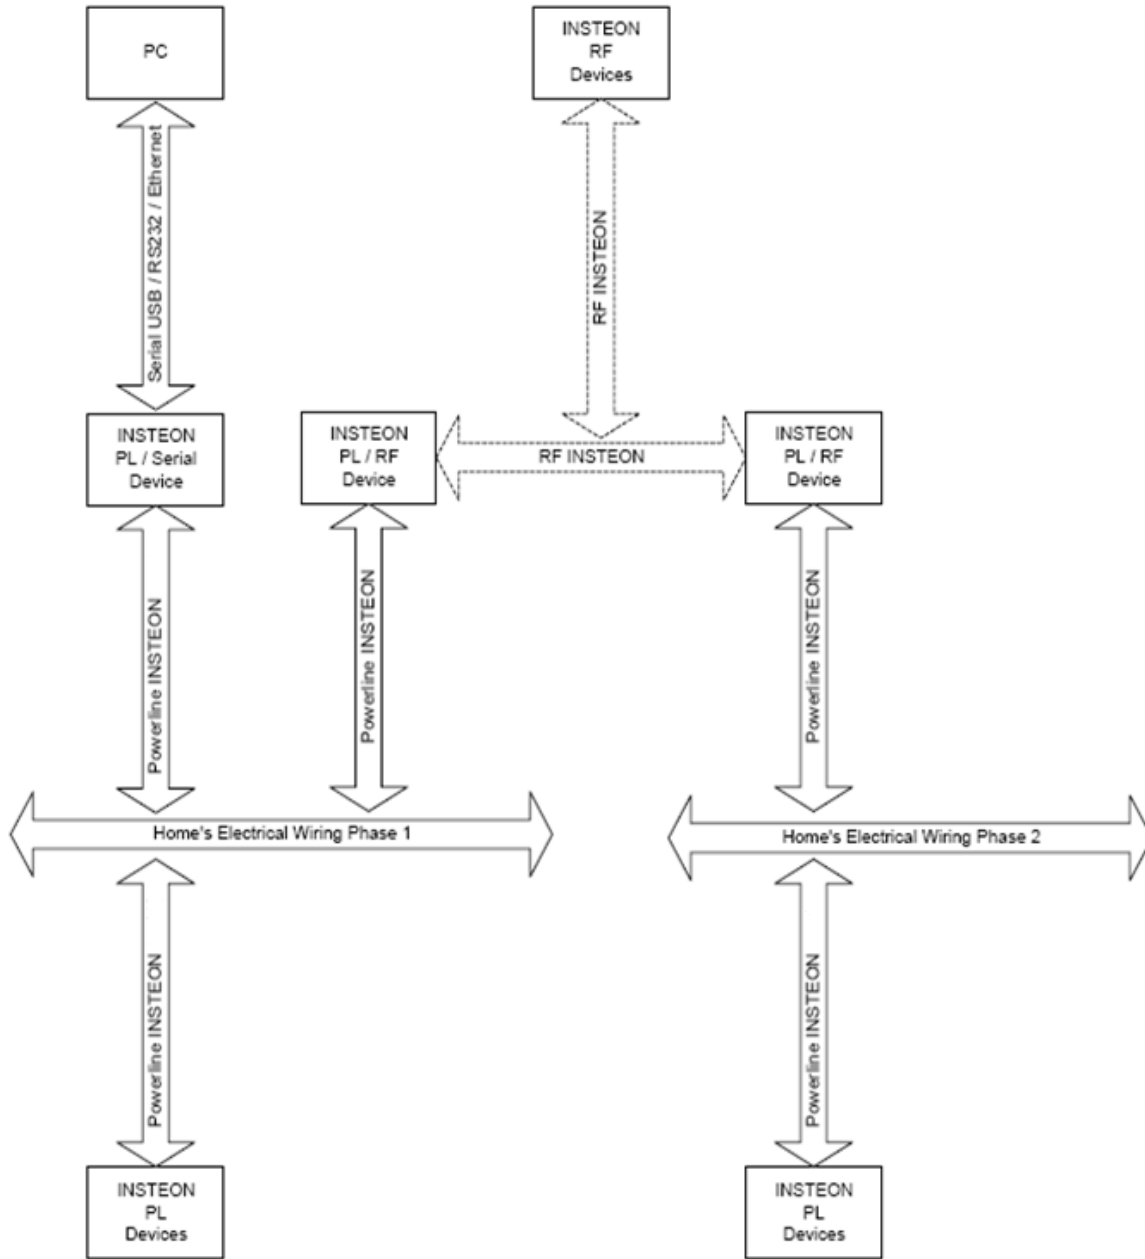 PC
INSTEON
RF
Devices
Serial USB / RS232 / Ethernet
RF INSTEON
INSTEON
PL / Serial
Device
INSTEON
PL / RF
Device
RF INSTEON
INSTEON
PL / RF
Device
Powerline INSTEON
Powerline INSTEON
Powerline INSTEON
Home's Electrical Wiring Phase 1
Home's Electrical Wiring Phase 2
Powerline INSTEON
Powerline INSTEON
INSTEON
PL
Devices
INSTEON
PL
Devices